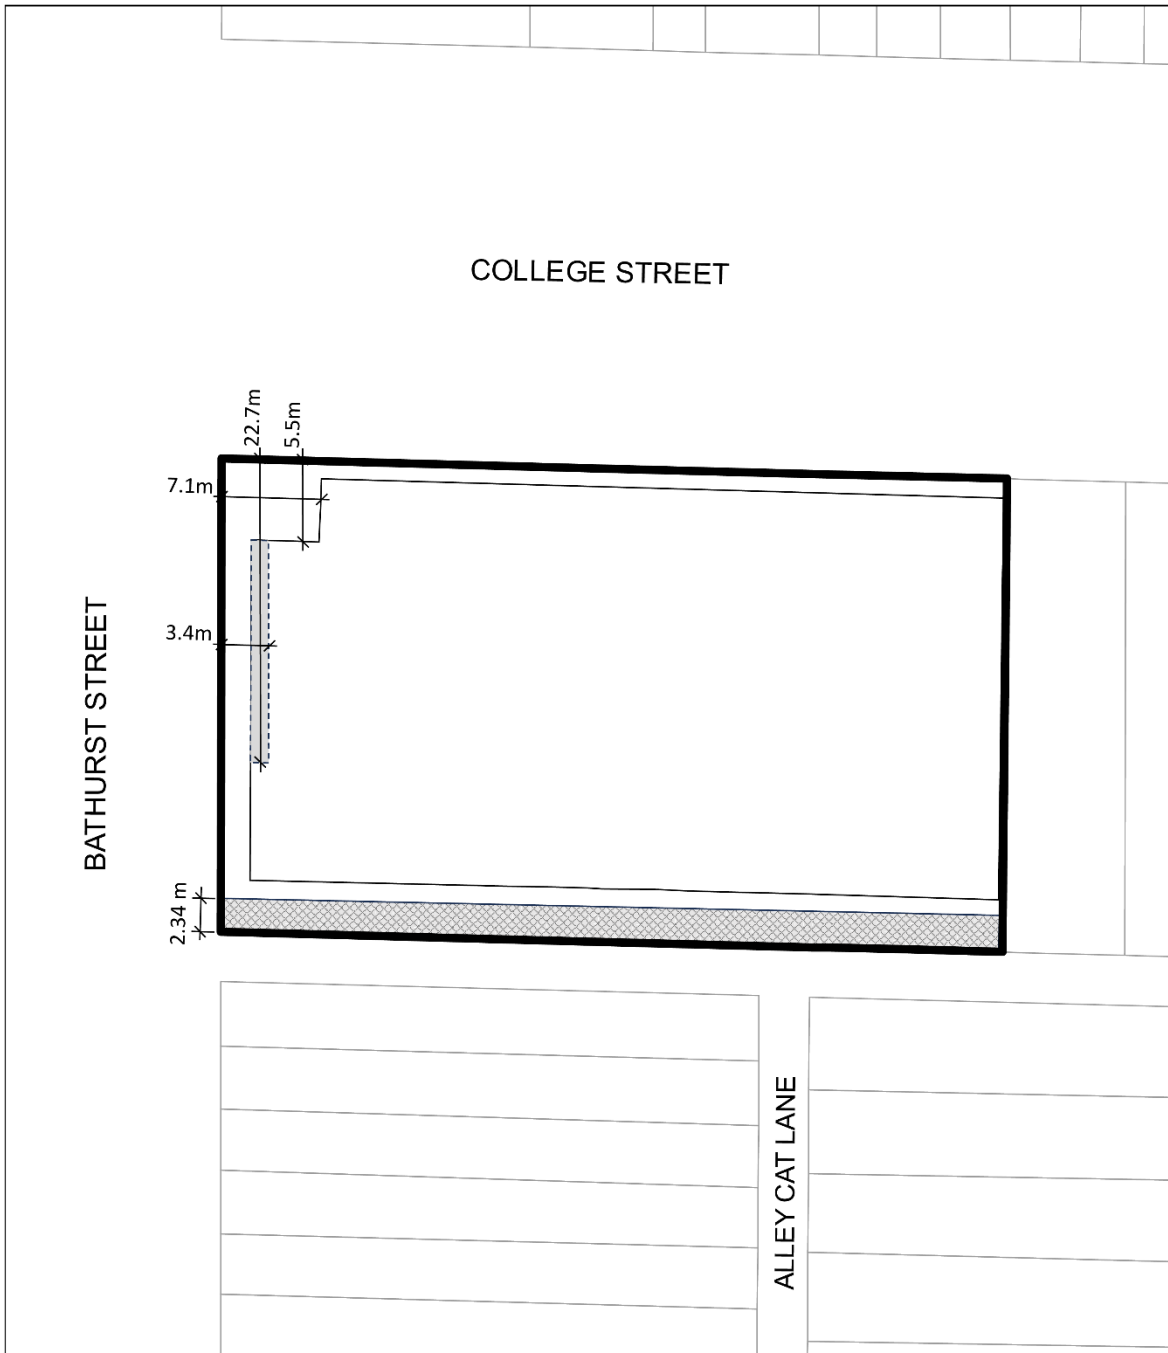 COLLEGE STREET
22.7m
5.5m
7.1m
3.4m
BATHURST STREET
2.34 m
ALLEY CAT LANE